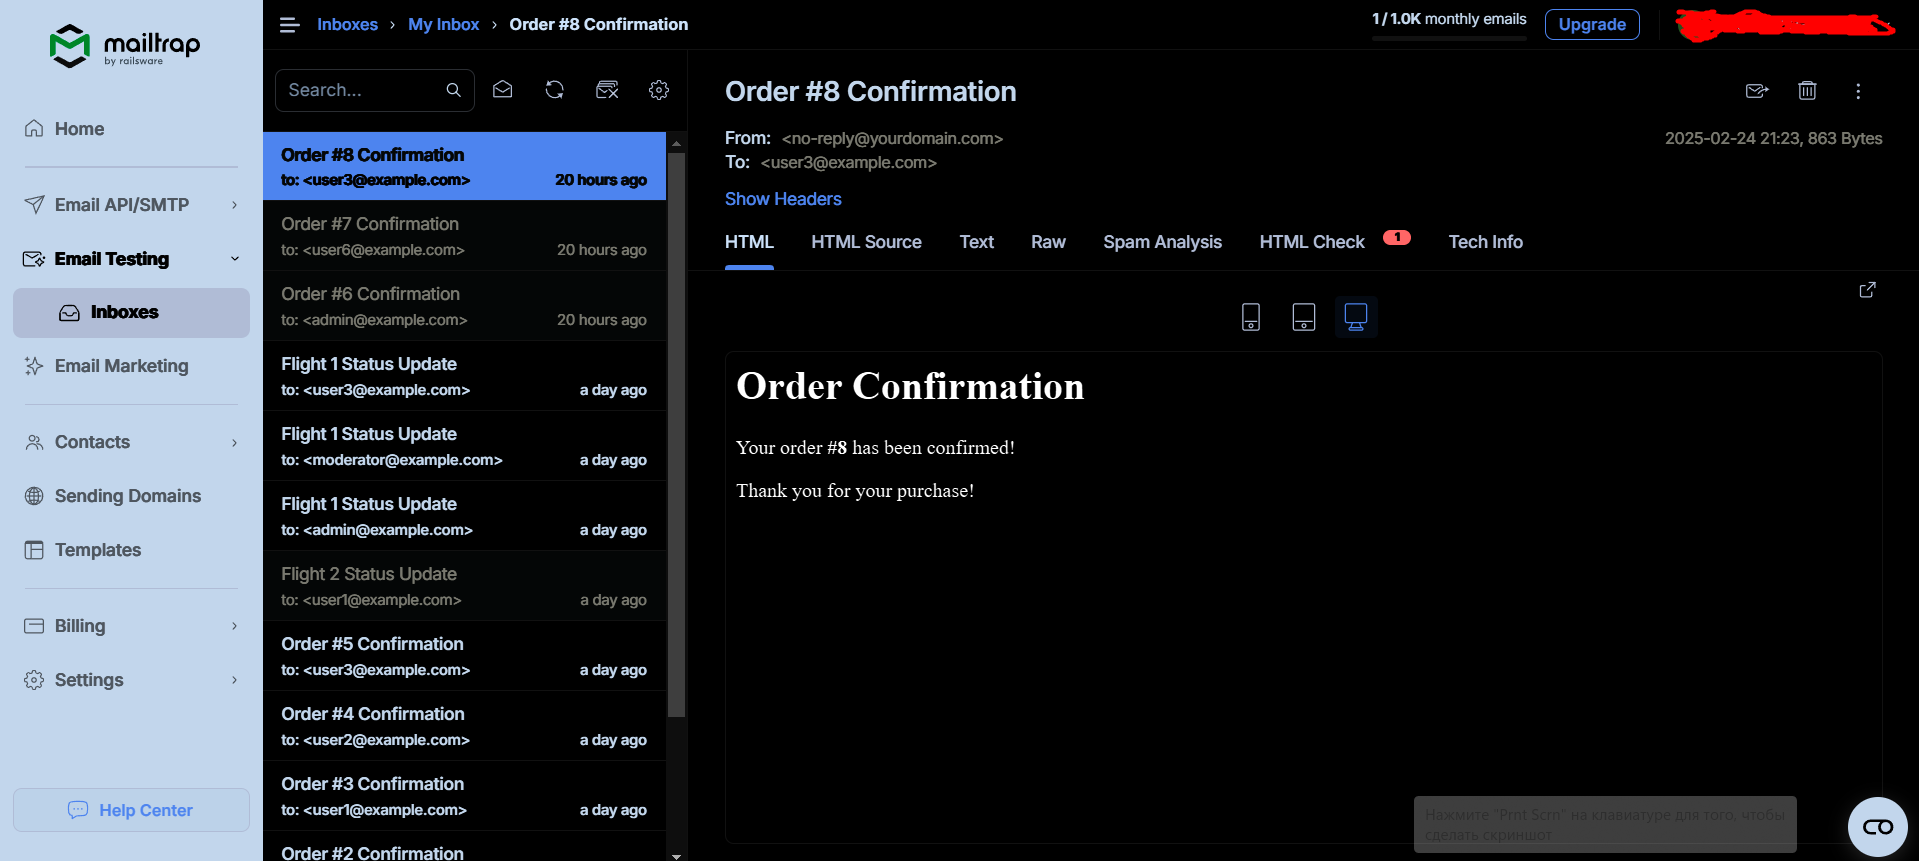 mailtrap
by railsware
Home
Email API/SMTP
Email Testing
Inboxes
Email Marketing
Contacts
Sending Domains
Templates
Billing
Settings
Help Center
Inboxes › My Inbox › Order #8 Confirmation
1 / 1.0K monthly emails
Upgrade
Search...
Order #8 Confirmation
to: <user3@example.com> 20 hours ago
Order #7 Confirmation
to: <user6@example.com> 20 hours ago
Order #6 Confirmation
to: <admin@example.com> 20 hours ago
Flight 1 Status Update
to: <user3@example.com> a day ago
Flight 1 Status Update
to: <moderator@example.com> a day ago
Flight 1 Status Update
to: <admin@example.com> a day ago
Flight 2 Status Update
to: <user1@example.com> a day ago
Order #5 Confirmation
to: <user3@example.com> a day ago
Order #4 Confirmation
to: <user2@example.com> a day ago
Order #3 Confirmation
to: <user1@example.com> a day ago
Order #2 Confirmation
Order #8 Confirmation
From: <no-reply@yourdomain.com> 2025-02-24 21:23, 863 Bytes
To: <user3@example.com>
Show Headers
HTML HTML Source Text Raw Spam Analysis HTML Check 1 Tech Info
Order Confirmation
Your order #8 has been confirmed!
Thank you for your purchase!
Нажмите "Prnt Scrn" на клавиатуре для того, чтобы
сделать скриншот